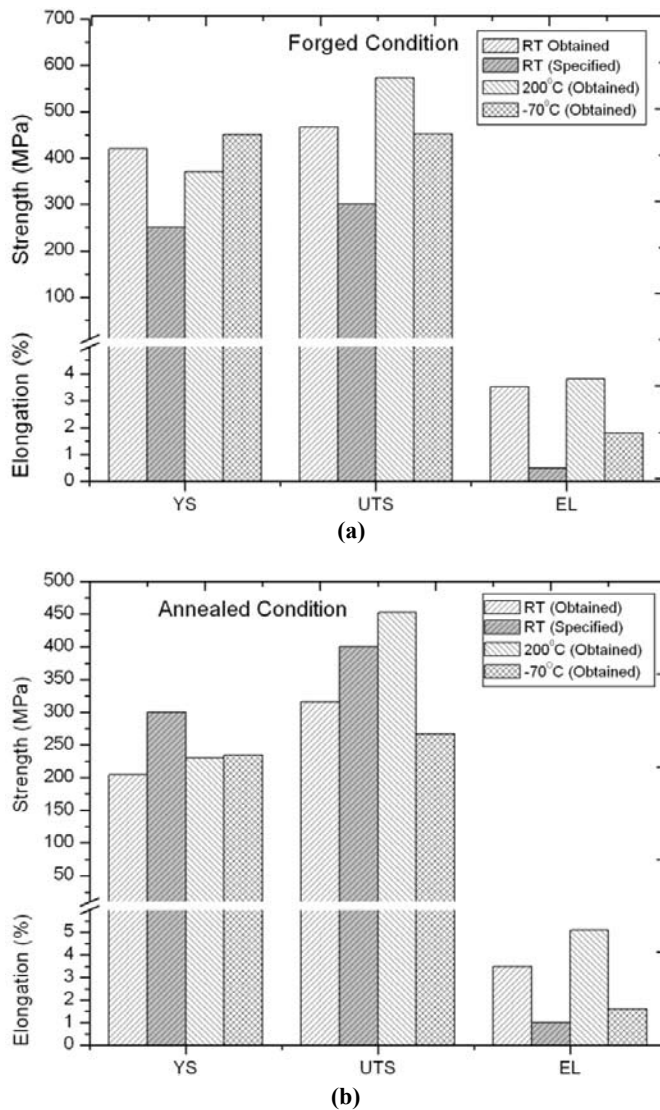 700
600
500
400
300
200
100
4
3
2
1
0
Strength (MPa)
Elongation (%)
Forged Condition
RT Obtained
RT (Specified)
200°C (Obtained)
-70°C (Obtained)
YS UTS EL
(a)
500
450
400
350
300
250
200
150
100
50
5
4
3
2
1
0
Strength (MPa)
Elongation (%)
Annealed Condition
RT (Obtained)
RT (Specified)
200°C (Obtained)
-70°C (Obtained)
YS UTS EL
(b)